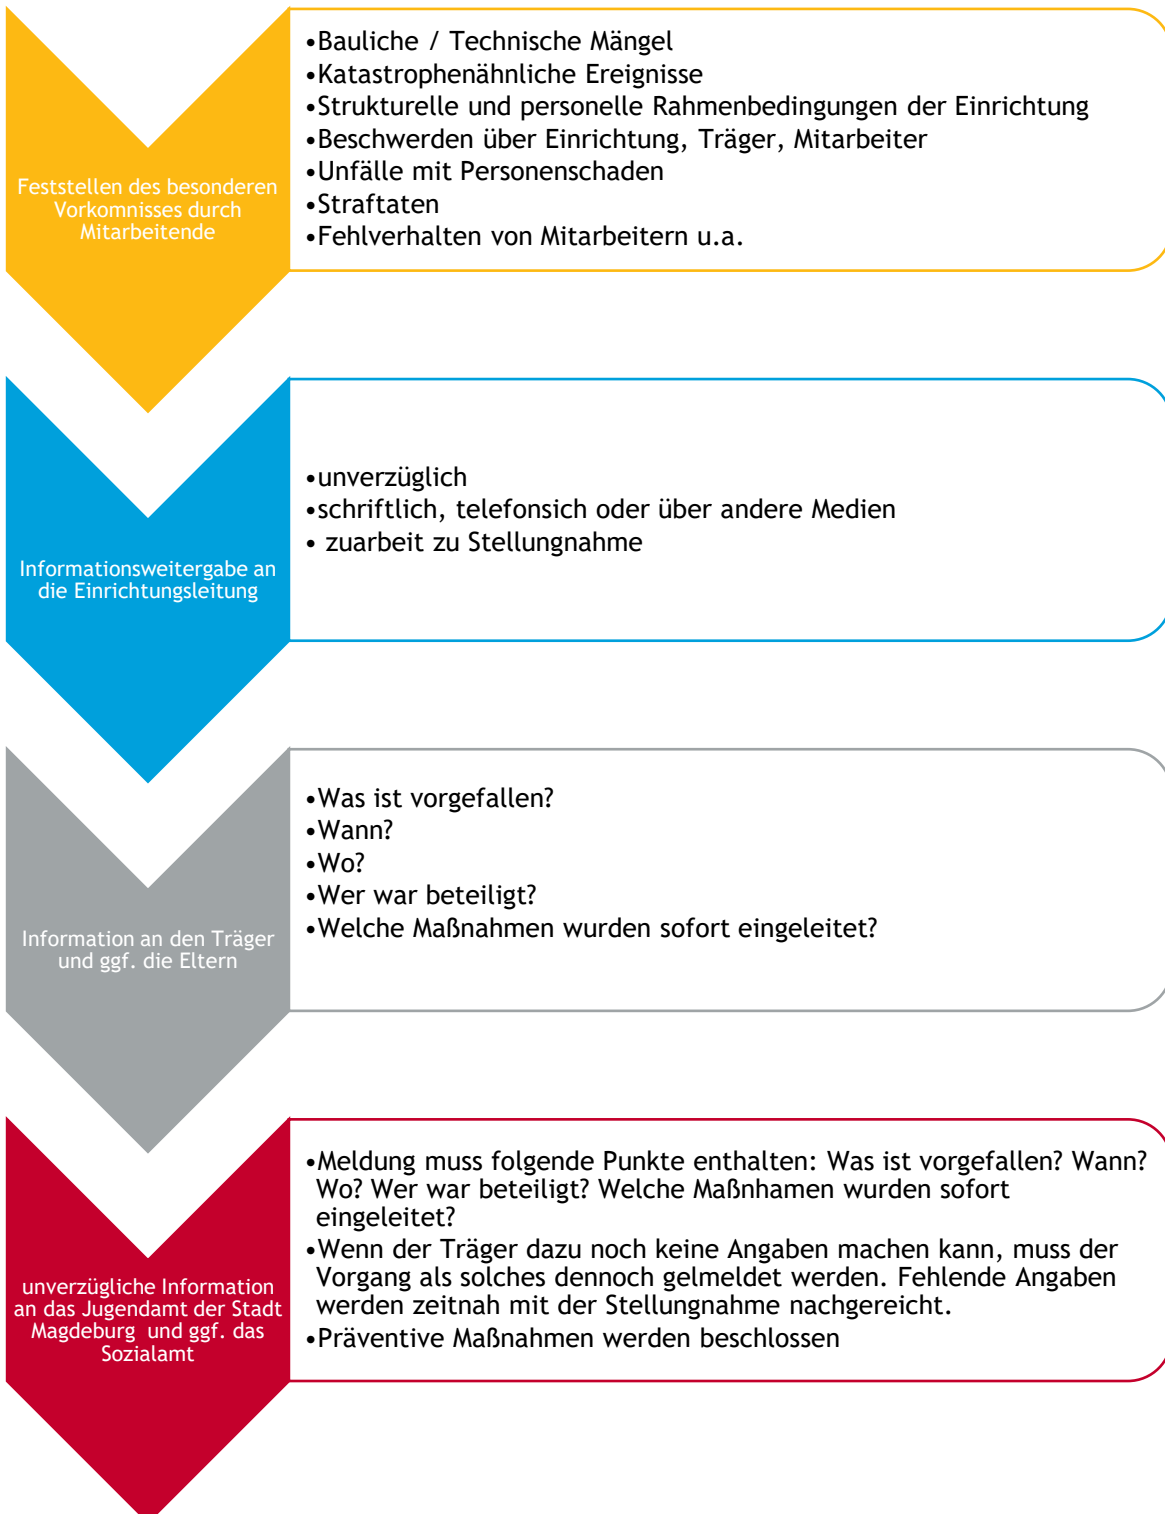 Feststellen des besonderen
Vorkomnisses durch
Mitarbeitende
•Bauliche / Technische Mängel
•Katastrophenähnliche Ereignisse
•Strukturelle und personelle Rahmenbedingungen der Einrichtung
•Beschwerden über Einrichtung, Träger, Mitarbeiter
•Unfälle mit Personenschaden
•Straftaten
•Fehlverhalten von Mitarbeitern u.a.
Informationsweitergabe an
die Einrichtungsleitung
•unverzüglich
•schriftlich, telefonsich oder über andere Medien
• zuarbeit zu Stellungnahme
Information an den Träger
und ggf. die Eltern
•Was ist vorgefallen?
•Wann?
•Wo?
•Wer war beteiligt?
•Welche Maßnahmen wurden sofort eingeleitet?
unverzügliche Information
an das Jugendamt der Stadt
Magdeburg und ggf. das
Sozialamt
•Meldung muss folgende Punkte enthalten: Was ist vorgefallen? Wann?
Wo? Wer war beteiligt? Welche Maßnhamen wurden sofort
eingeleitet?
•Wenn der Träger dazu noch keine Angaben machen kann, muss der
Vorgang als solches dennoch gelmeldet werden. Fehlende Angaben
werden zeitnah mit der Stellungnahme nachgereicht.
•Präventive Maßnahmen werden beschlossen